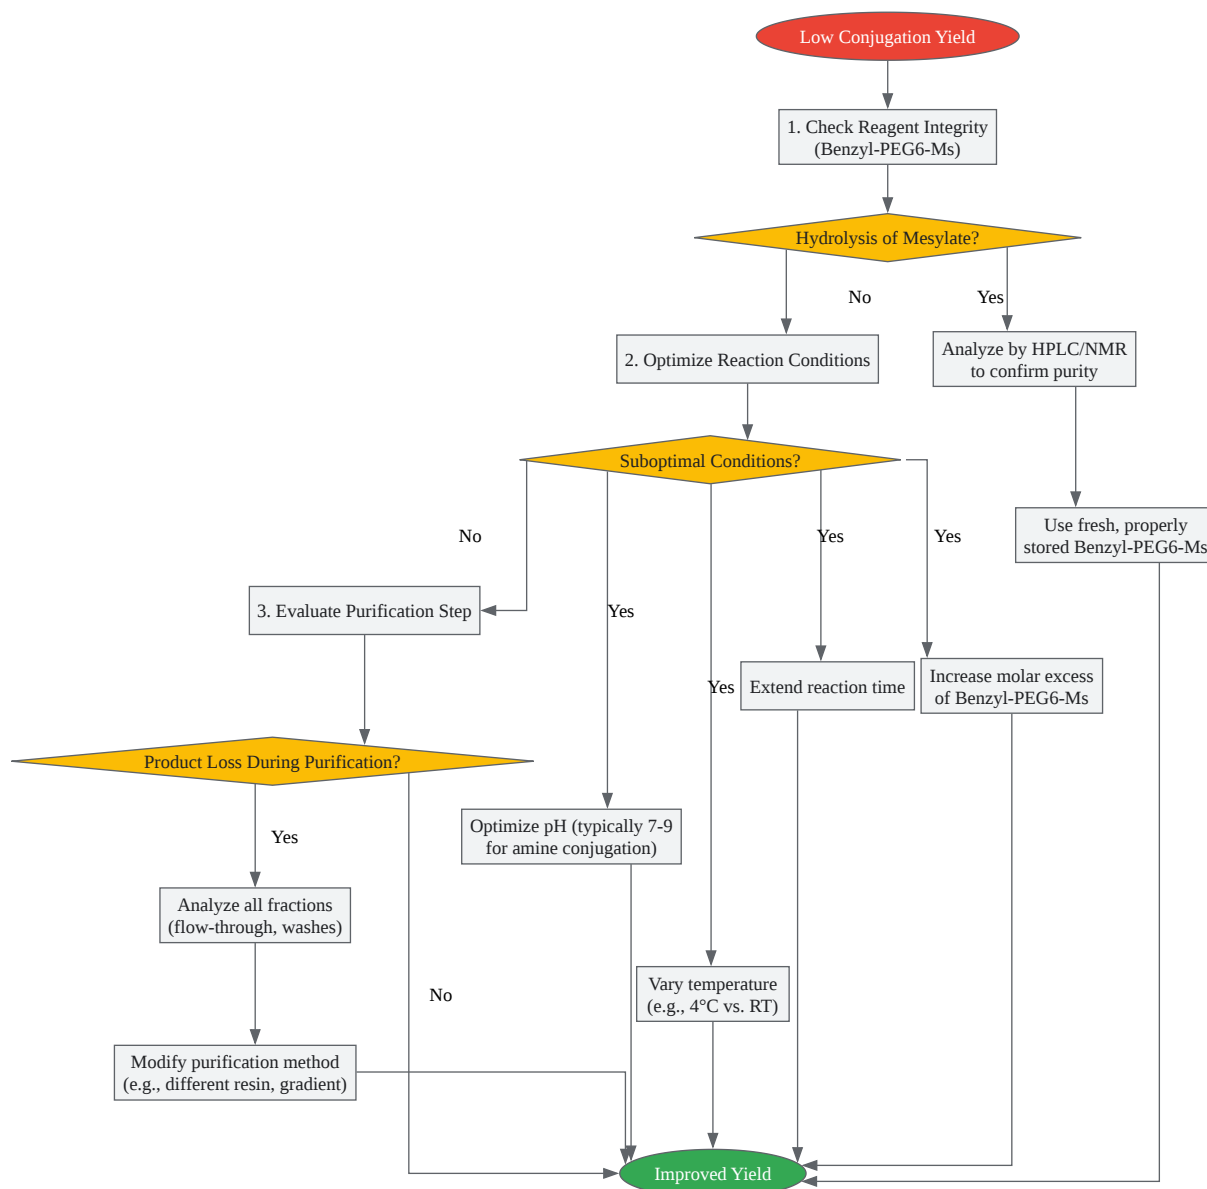 Low Conjugation Yield
1. Check Reagent Integrity
(Benzyl-PEG6-Ms)
Hydrolysis of Mesylate?
No
Yes
2. Optimize Reaction Conditions
Analyze by HPLC/NMR
to confirm purity
Suboptimal Conditions?
No
Yes
Yes
Use fresh, properly
stored Benzyl-PEG6-Ms
3. Evaluate Purification Step
Yes
Yes
Extend reaction time
Increase molar excess
of Benzyl-PEG6-Ms
Product Loss During Purification?
Yes
Optimize pH (typically 7-9
for amine conjugation)
Analyze all fractions
(flow-through, washes)
No
Vary temperature
(e.g., 4°C vs. RT)
Modify purification method
(e.g., different resin, gradient)
Improved Yield